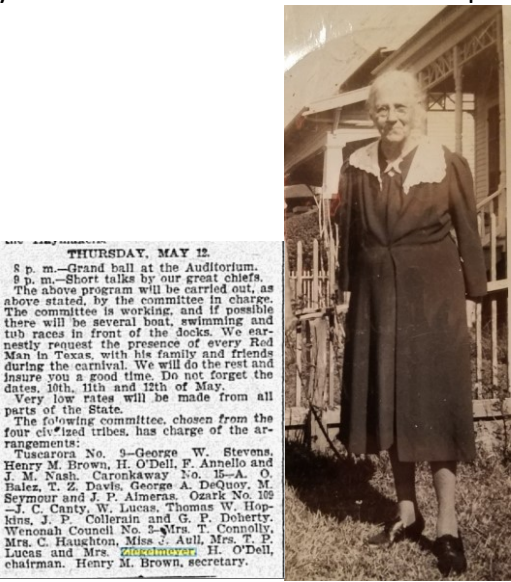 THURSDAY, MAY 12.
8 p. m.—Grand ball at the Auditorium.
9 p. m.—Short talks by our great chiefs.
The above program will be carried out, as
above stated, by the committee in charge.
The committee is working, and if possible
there will be several boat, swimming and
tub races in front of the docks. We ear-
nestly request the presence of every Red
Man in Texas, with his family and friends
during the carnival. We will do the rest and
insure you a good time. Do not forget the
dates, 10th, 11th and 12th of May.
Very low rates will be made from all
parts of the State.
The folowing committee, chosen from the
four civilized tribes, has charge of the ar-
rangements:
Tuscarora No. 9—George W. Stevens,
Henry M. Brown, H. O'Dell, F. Annello and
J. M. Nash. Caronkaway No. 15—A. O.
Balez, T. Z. Davis, George A. DeQuoy, M.
Seymour and J. P. Almeras. Ozark No. 109
—J. C. Canty, W. Lucas, Thomas W. Hop-
kins, J. P. Collerain and G. P. Doherty.
Wenonah Council No. 3—Mrs. T. Connolly,
Mrs. C. Haughton, Miss J. Aull, Mrs. T. P.
Lucas and Mrs. H. O'Dell,
chairman. Henry M. Brown, secretary.